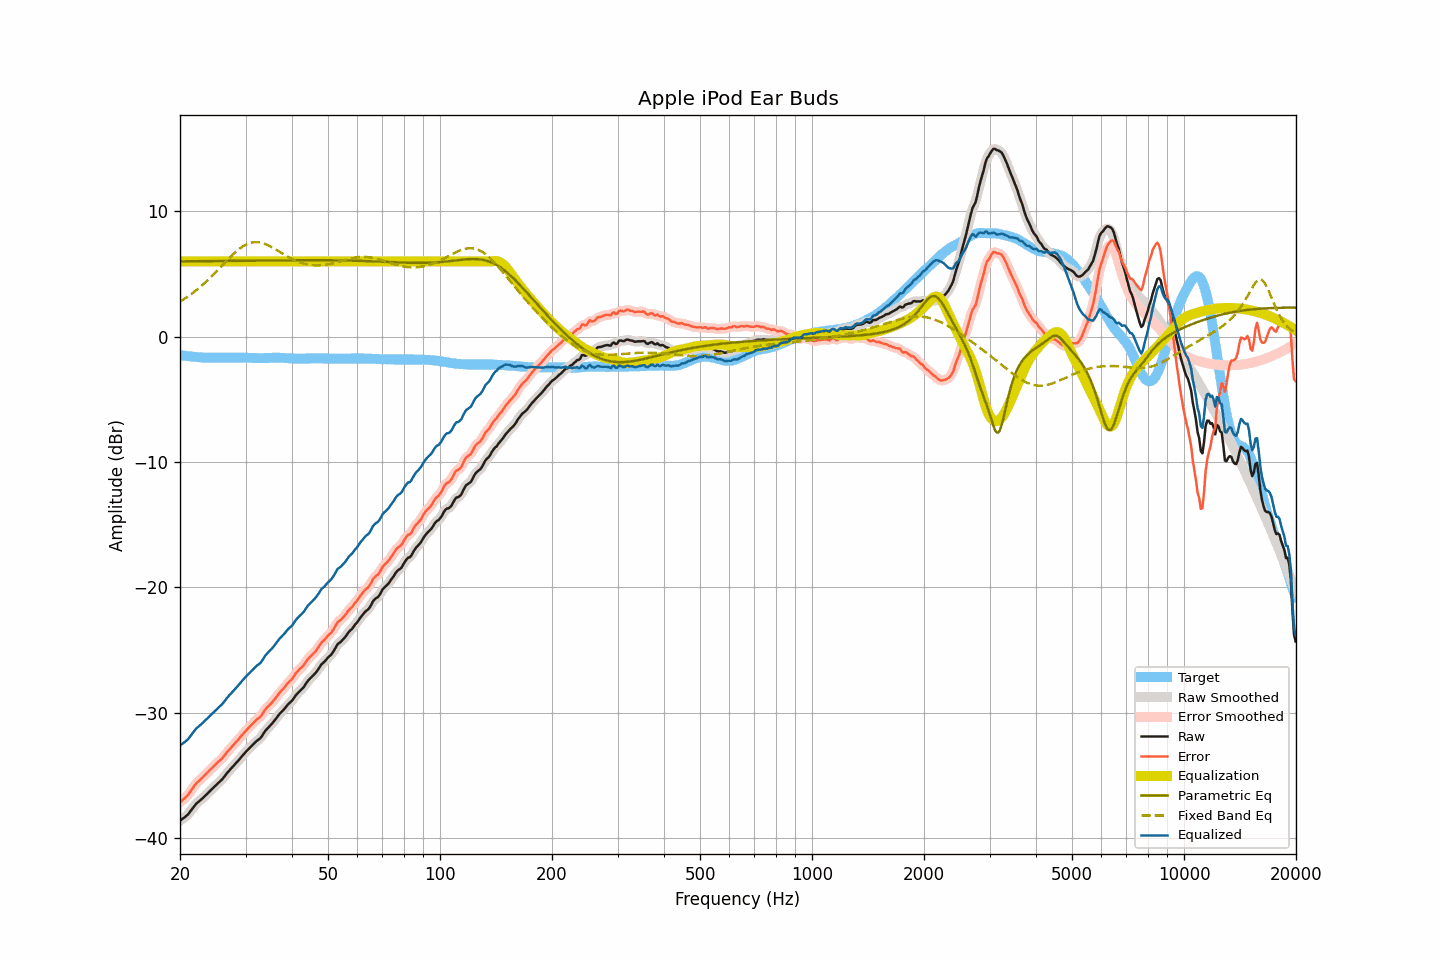 Apple iPod Ear Buds
Amplitude (dBr)
10
0
−10
−20
−30
−40
20 50 100 200 500 1000 2000 5000 10000 20000
Frequency (Hz)
Target
Raw Smoothed
Error Smoothed
Raw
Error
Equalization
Parametric Eq
Fixed Band Eq
Equalized